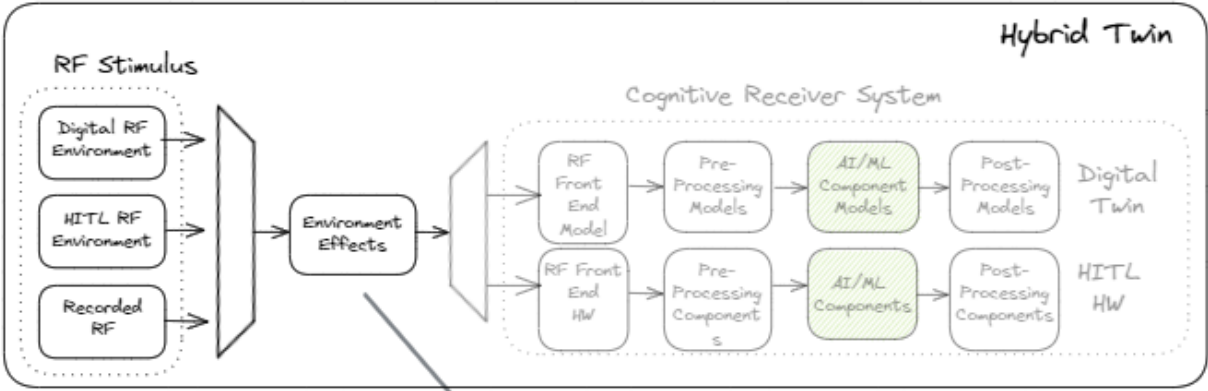 Hybrid Twin
RF Stimulus
Cognitive Receiver System
Digital RF
Environment
HITL RF
Environment
Recorded
RF
Environment
Effects
RF
Front
End
Model
Pre-
Processing
Models
AI/ML
Component
Models
Post-
Processing
Models
Digital
Twin
RF Front
End
HW
Pre-
Processing
Component
s
AI/ML
Components
Post-
Processing
Components
HITL
HW